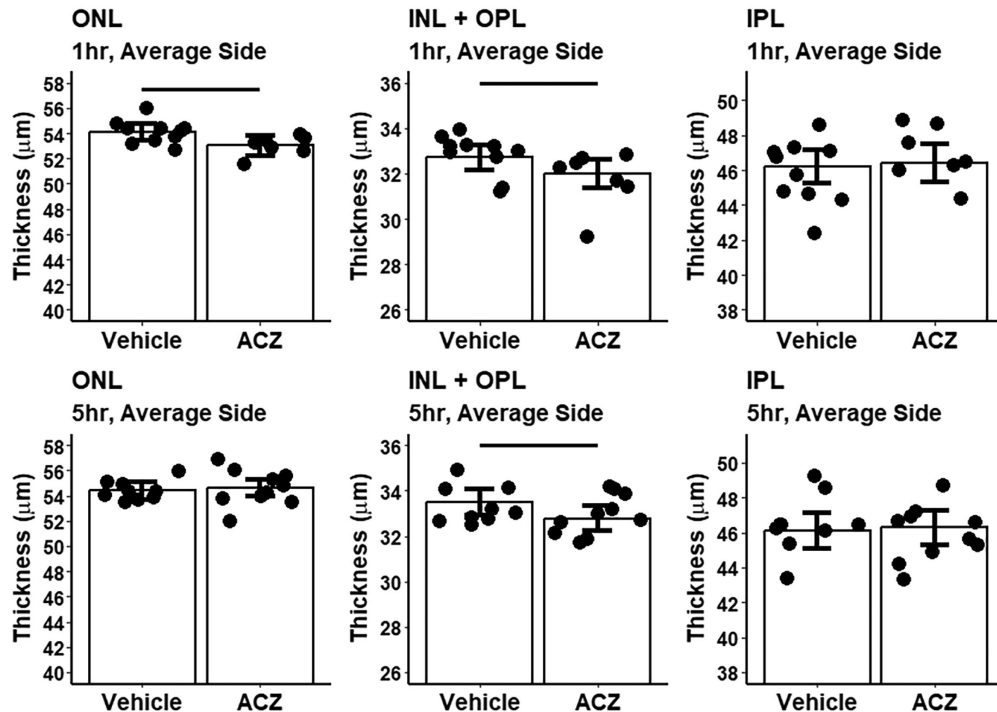 ONL
1hr, Average Side
Thickness (μm)
58
56
54
52
50
48
46
44
42
40
Vehicle ACZ
INL + OPL
1hr, Average Side
Thickness (μm)
36
34
32
30
28
26
Vehicle ACZ
IPL
1hr, Average Side
Thickness (μm)
50
48
46
44
42
40
38
Vehicle ACZ
ONL
5hr, Average Side
Thickness (μm)
58
56
54
52
50
48
46
44
42
40
Vehicle ACZ
INL + OPL
5hr, Average Side
Thickness (μm)
36
34
32
30
28
26
Vehicle ACZ
IPL
5hr, Average Side
Thickness (μm)
50
48
46
44
42
40
38
Vehicle ACZ